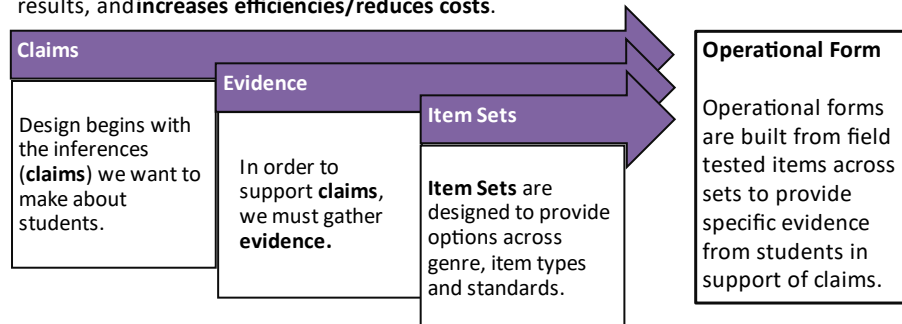 results, and increases efficiencies/reduces costs.
Claims
Design begins with
the inferences
(claims) we want to
make about
students.
Evidence
In order to
support claims,
we must gather
evidence.
Item Sets
Item Sets are
designed to provide
options across
genre, item types
and standards.
Operational Form
Operational forms
are built from field
tested items across
sets to provide
specific evidence
from students in
support of claims.